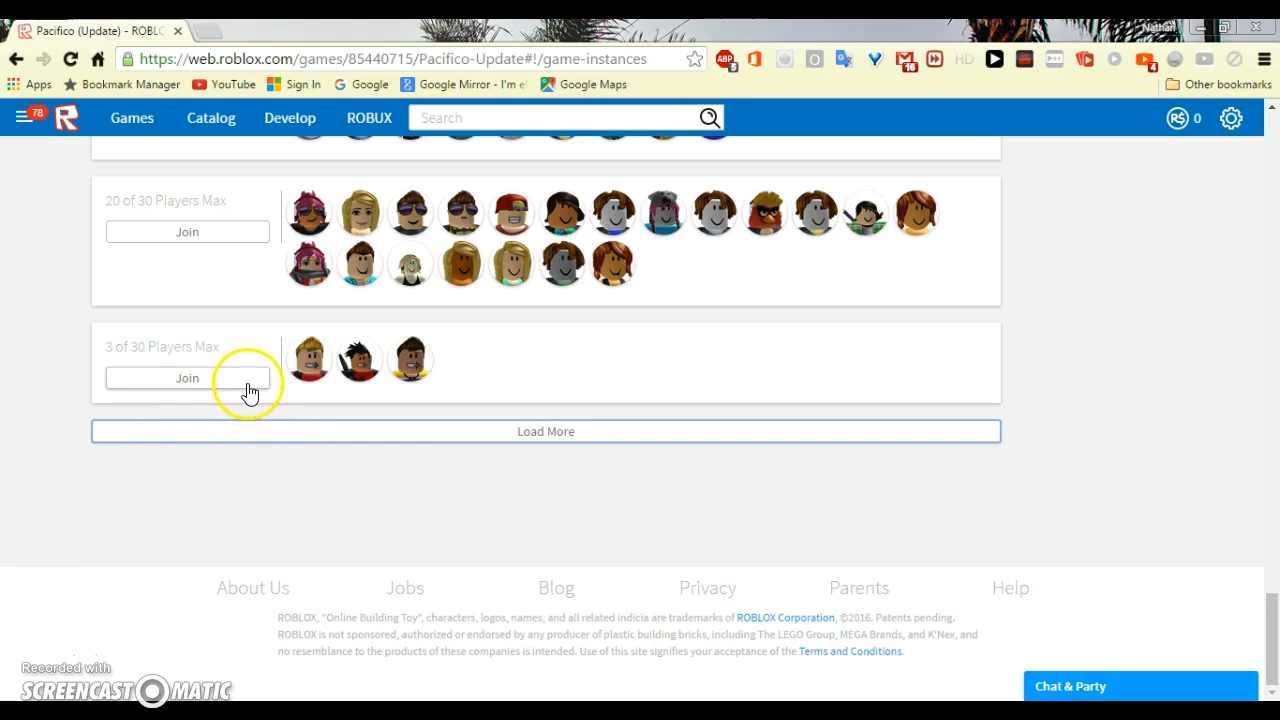 Pacifico (Update) - ROBLO
Nathan
https://web.roblox.com/games/85440715/Pacifico-Update#!/game-instances
ABP
5
HD
16
4
Apps
Bookmark Manager
YouTube
Sign In
Google
Google Mirror - I'm el
Google Maps
Other bookmarks
78
Games
Catalog
Develop
ROBUX
Search
R$ 0
20 of 30 Players Max
Join
3 of 30 Players Max
Join
Load More
About Us
Jobs
Blog
Privacy
Parents
Help
ROBLOX, "Online Building Toy", characters, logos, names, and all related indicia are trademarks of ROBLOX Corporation, ©2016. Patents pending.
ROBLOX is not sponsored, authorized or endorsed by any producer of plastic building bricks, including The LEGO Group, MEGA Brands, and K'Nex, and
no resemblance to the products of these companies is intended. Use of this site signifies your acceptance of the Terms and Conditions.
Recorded with
SCREENCAST MATIC
Chat & Party